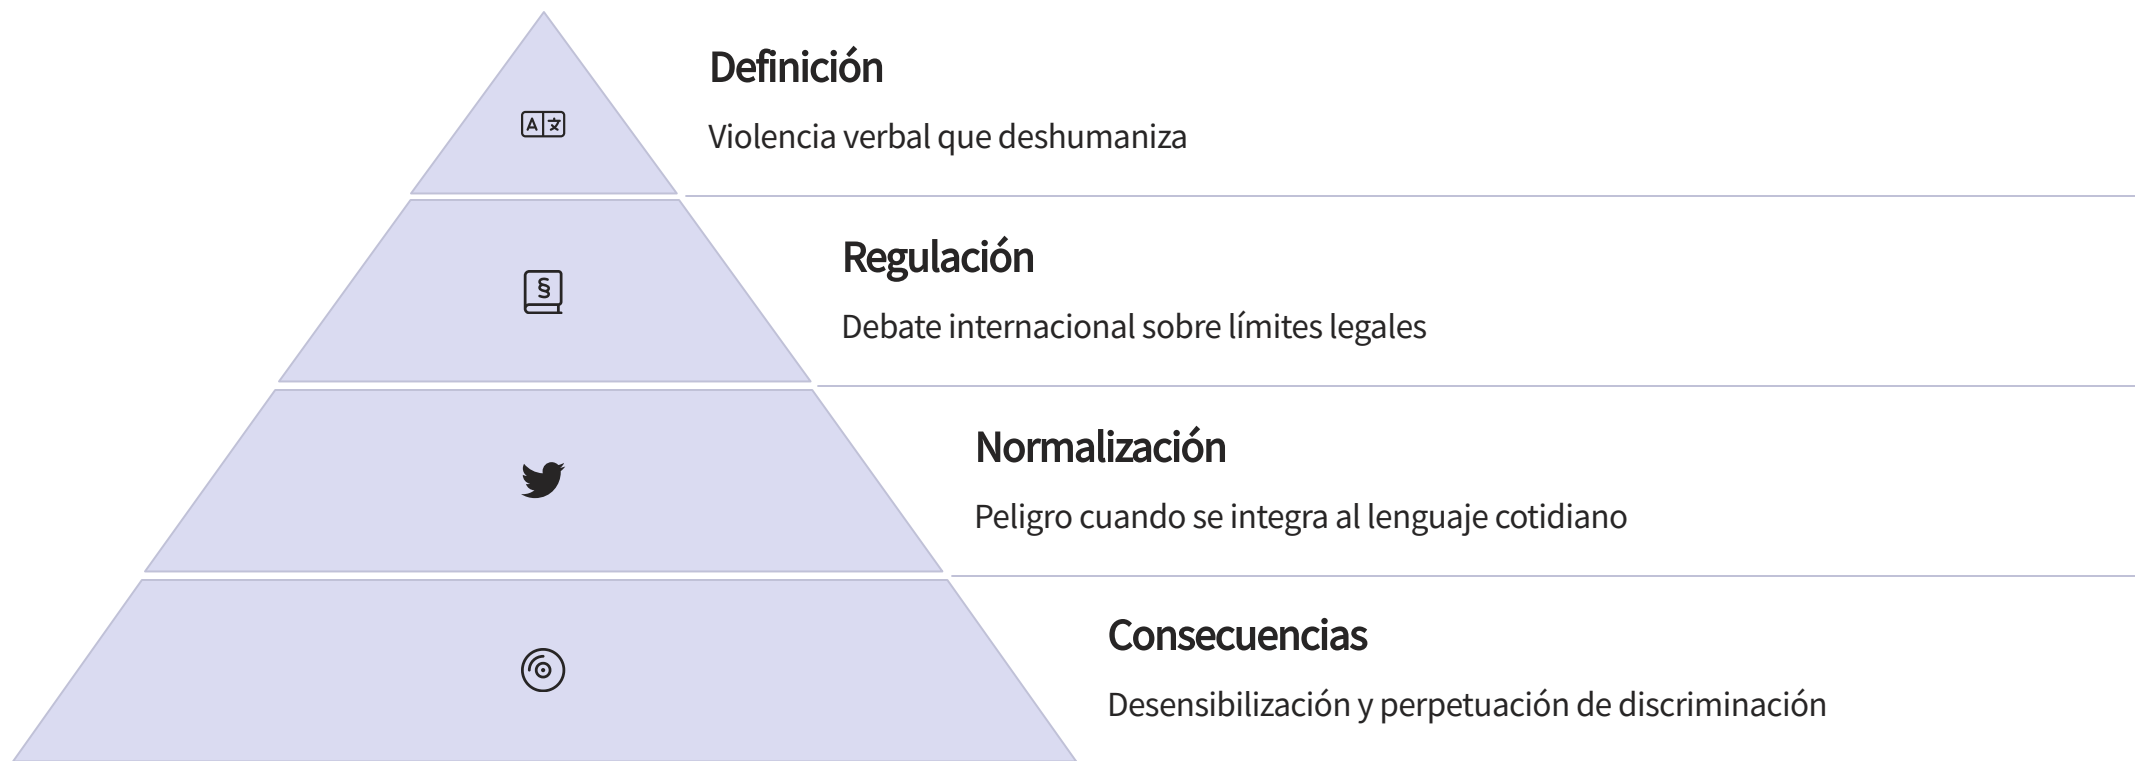 Definición
Violencia verbal que deshumaniza
Regulación
Debate internacional sobre límites legales
Normalización
Peligro cuando se integra al lenguaje cotidiano
Consecuencias
Desensibilización y perpetuación de discriminación